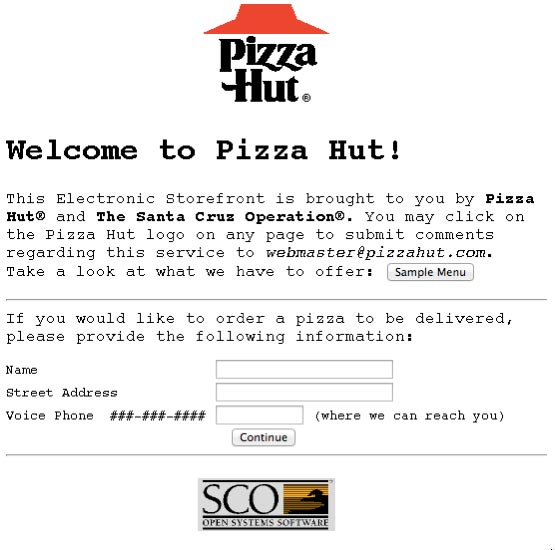 Pizza
Hut®
Welcome to Pizza Hut!
This Electronic Storefront is brought to you by Pizza
Hut® and The Santa Cruz Operation®. You may click on
the Pizza Hut logo on any page to submit comments
regarding this service to webmaster@pizzahut.com.
Take a look at what we have to offer: Sample Menu
If you would like to order a pizza to be delivered,
please provide the following information:
Name
Street Address
Voice Phone ###-###-#### (where we can reach you)
Continue
SCO
OPEN SYSTEMS SOFTWARE